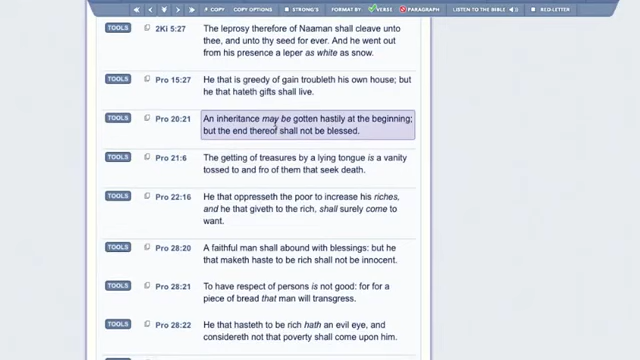 COPY COPY OPTIONS STRONG'S FORMAT BY VERSE PARAGRAPH LISTEN TO THE BIBLE RED-LETTER
TOOLS 2Ki 5:27 The leprosy therefore of Naaman shall cleave unto
thee, and unto thy seed for ever. And he went out
from his presence a leper as white as snow.
TOOLS Pro 15:27 He that is greedy of gain troubleth his own house; but
he that hateth gifts shall live.
TOOLS Pro 20:21 An inheritance may be gotten hastily at the beginning;
but the end thereof shall not be blessed.
TOOLS Pro 21:6 The getting of treasures by a lying tongue is a vanity
tossed to and fro of them that seek death.
TOOLS Pro 22:16 He that oppresseth the poor to increase his riches,
and he that giveth to the rich, shall surely come to
want.
TOOLS Pro 28:20 A faithful man shall abound with blessings: but he
that maketh haste to be rich shall not be innocent.
TOOLS Pro 28:21 To have respect of persons is not good: for for a
piece of bread that man will transgress.
TOOLS Pro 28:22 He that hasteth to be rich hath an evil eye, and
considereth not that poverty shall come upon him.